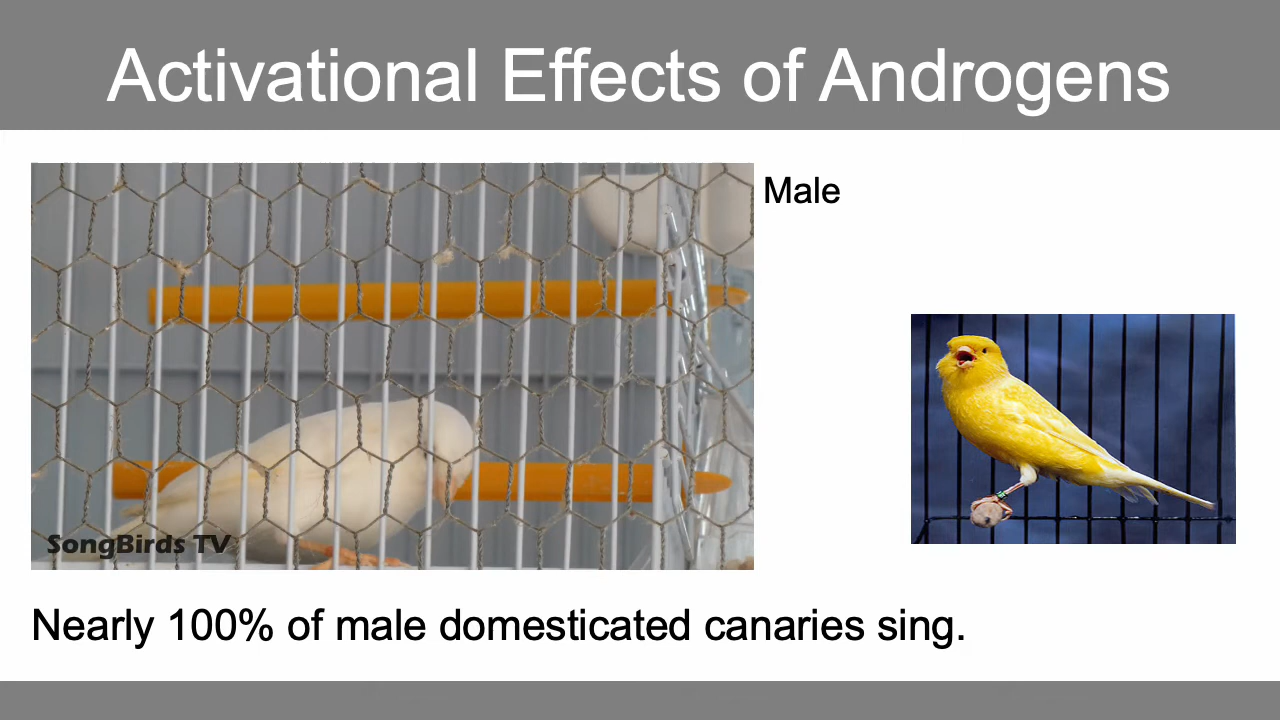 Activational Effects of Androgens
Male
SongBirds TV
Nearly 100% of male domesticated canaries sing.